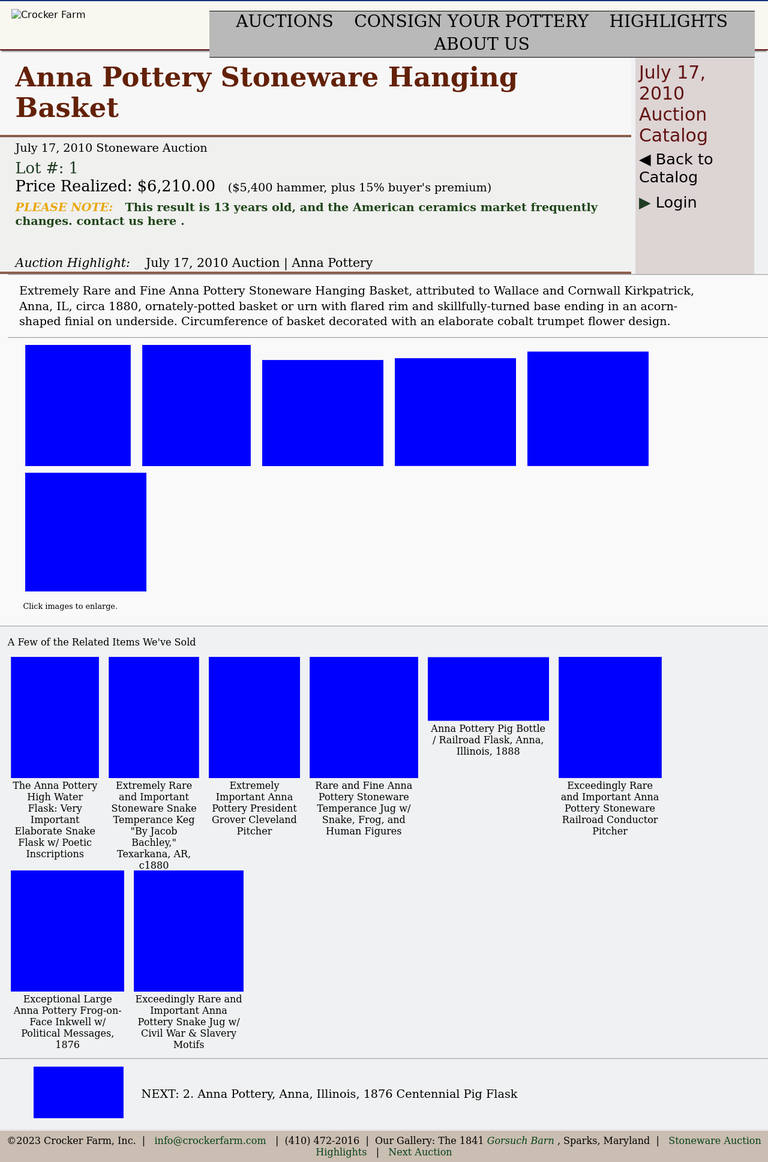 Crocker Farm
AUCTIONS CONSIGN YOUR POTTERY HIGHLIGHTS
ABOUT US
Anna Pottery Stoneware Hanging
Basket
July 17, 2010 Stoneware Auction
Lot #: 1
Price Realized: $6,210.00 ($5,400 hammer, plus 15% buyer's premium)
PLEASE NOTE: This result is 13 years old, and the American ceramics market frequently
changes. contact us here .
Auction Highlight: July 17, 2010 Auction | Anna Pottery
July 17,
2010
Auction
Catalog
◀ Back to
Catalog
▶ Login
Extremely Rare and Fine Anna Pottery Stoneware Hanging Basket, attributed to Wallace and Cornwall Kirkpatrick,
Anna, IL, circa 1880, ornately-potted basket or urn with flared rim and skillfully-turned base ending in an acorn-
shaped finial on underside. Circumference of basket decorated with an elaborate cobalt trumpet flower design.
Click images to enlarge.
A Few of the Related Items We've Sold
The Anna Pottery
High Water
Flask: Very
Important
Elaborate Snake
Flask w/ Poetic
Inscriptions
Extremely Rare
and Important
Stoneware Snake
Temperance Keg
"By Jacob
Bachley,"
Texarkana, AR,
c1880
Extremely
Important Anna
Pottery President
Grover Cleveland
Pitcher
Rare and Fine Anna
Pottery Stoneware
Temperance Jug w/
Snake, Frog, and
Human Figures
Anna Pottery Pig Bottle
/ Railroad Flask, Anna,
Illinois, 1888
Exceedingly Rare
and Important Anna
Pottery Stoneware
Railroad Conductor
Pitcher
Exceptional Large
Anna Pottery Frog-on-
Face Inkwell w/
Political Messages,
1876
Exceedingly Rare and
Important Anna
Pottery Snake Jug w/
Civil War & Slavery
Motifs
NEXT: 2. Anna Pottery, Anna, Illinois, 1876 Centennial Pig Flask
©2023 Crocker Farm, Inc. | info@crockerfarm.com | (410) 472-2016 | Our Gallery: The 1841 Gorsuch Barn , Sparks, Maryland | Stoneware Auction
Highlights | Next Auction